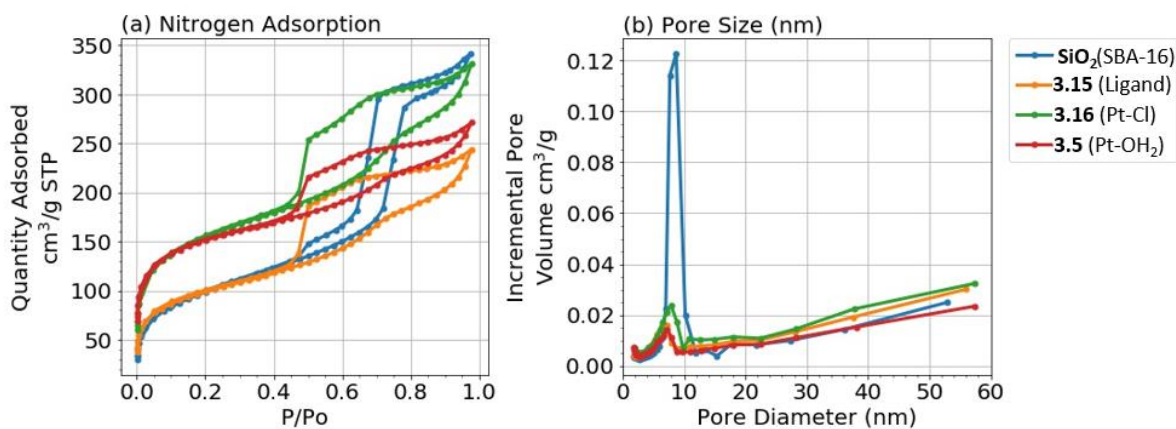 (a) Nitrogen Adsorption
350
300
250
200
150
100
50
Quantity Adsorbed
cm³/g STP
0.0 0.2 0.4 0.6 0.8 1.0
P/Po
(b) Pore Size (nm)
0.12
0.10
0.08
0.06
0.04
0.02
0.00
Incremental Pore
Volume cm³/g
0 10 20 30 40 50 60
Pore Diameter (nm)
SiO₂(SBA-16)
3.15 (Ligand)
3.16 (Pt-Cl)
3.5 (Pt-OH₂)